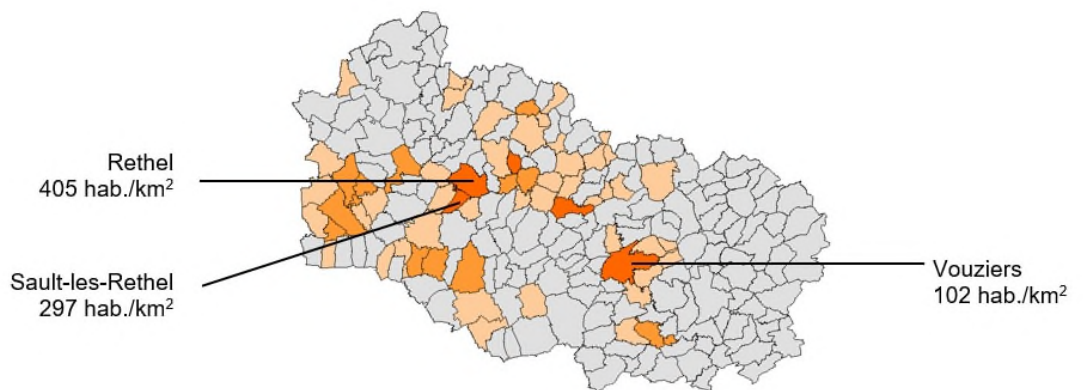 Rethel
405 hab./km²
Sault-les-Rethel
297 hab./km²
Vouziers
102 hab./km²